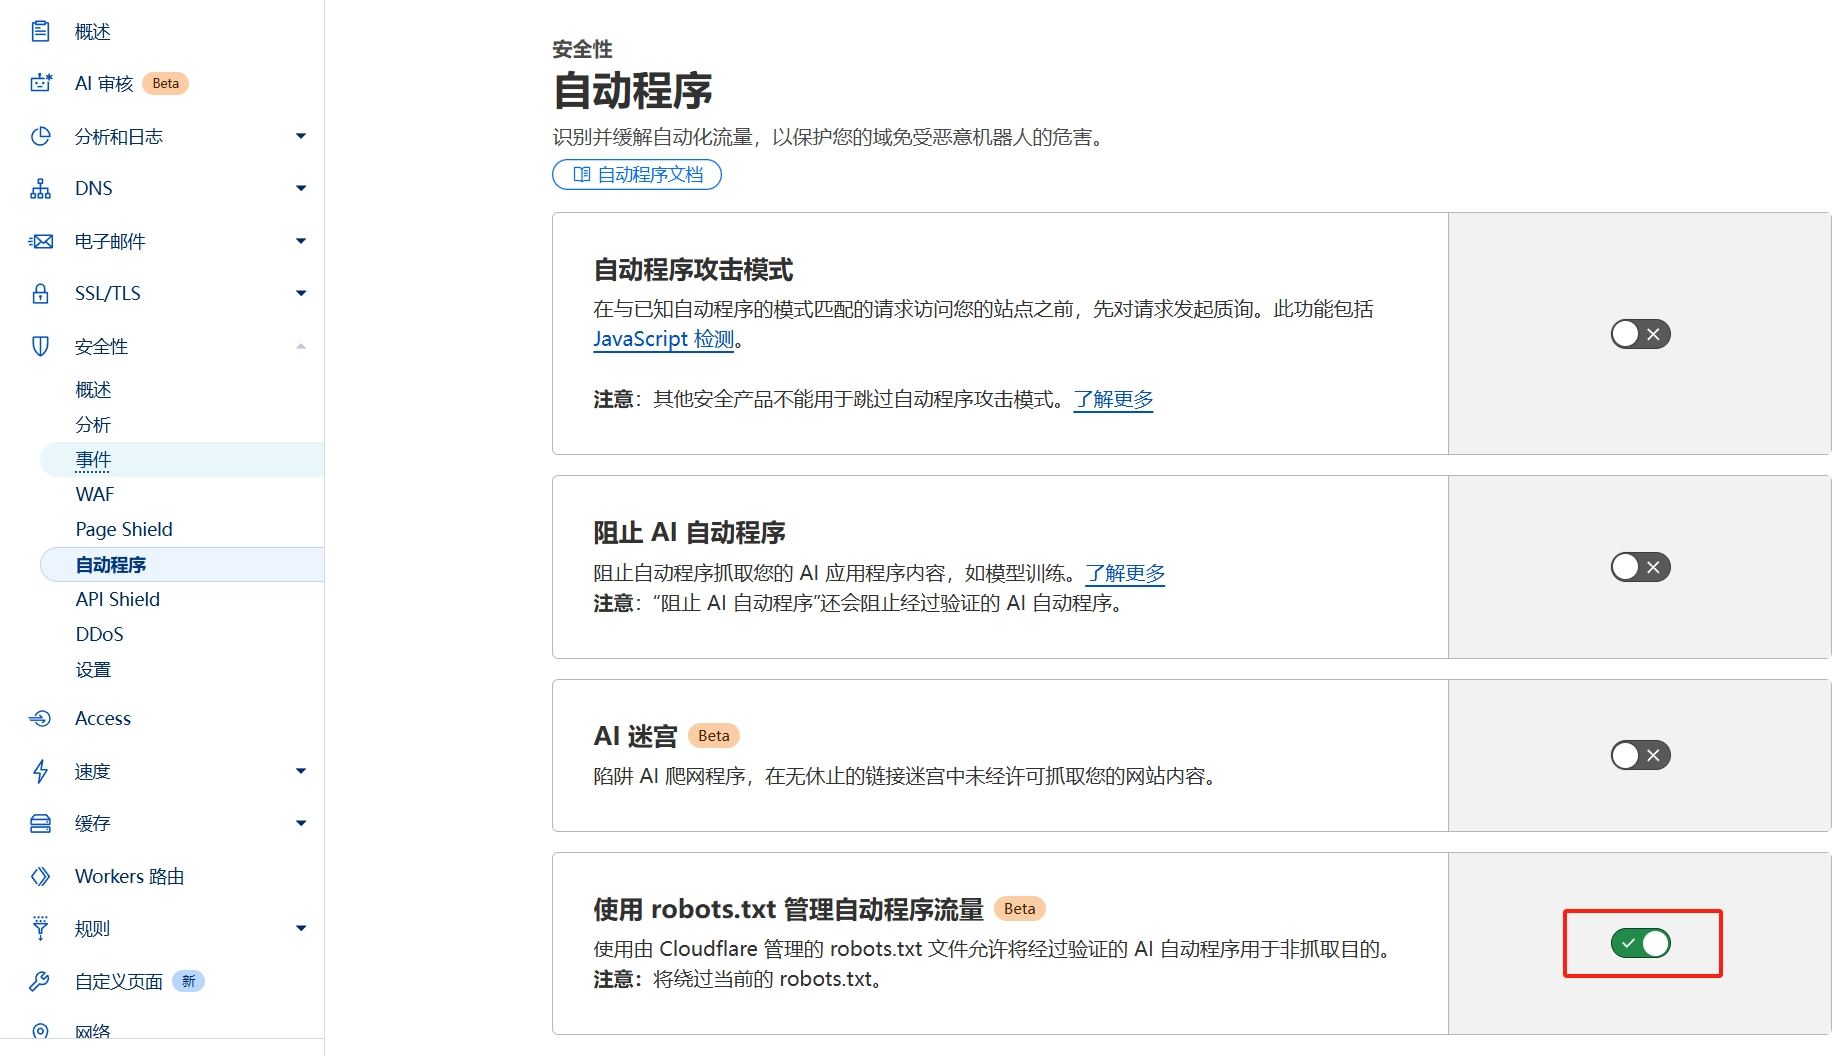 概述
AI 审核 Beta
分析和日志
DNS
电子邮件
SSL/TLS
安全性
概述
分析
事件
WAF
Page Shield
自动程序
API Shield
DDoS
设置
Access
速度
缓存
Workers 路由
规则
自定义页面 新
网络
安全性
自动程序
识别并缓解自动化流量，以保护您的域免受恶意机器人的危害。
自动程序文档
自动程序攻击模式
在与已知自动程序的模式匹配的请求访问您的站点之前，先对请求发起质询。此功能包括
JavaScript 检测。
注意：其他安全产品不能用于跳过自动程序攻击模式。了解更多
阻止 AI 自动程序
阻止自动程序抓取您的 AI 应用程序内容，如模型训练。了解更多
注意：“阻止 AI 自动程序”还会阻止经过验证的 AI 自动程序。
AI 迷宫 Beta
陷阱 AI 爬网程序，在无休止的链接迷宫中未经许可抓取您的网站内容。
使用 robots.txt 管理自动程序流量 Beta
使用由 Cloudflare 管理的 robots.txt 文件允许将经过验证的 AI 自动程序用于非抓取目的。
注意：将绕过当前的 robots.txt。